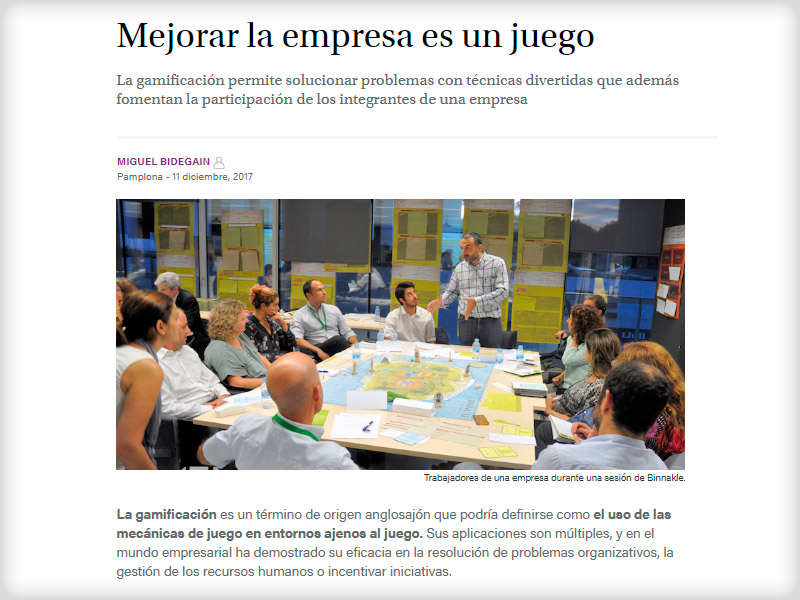 Mejorar la empresa es un juego
La gamificación permite solucionar problemas con técnicas divertidas que además
fomentan la participación de los integrantes de una empresa
MIGUEL BIDEGAIN
Pamplona - 11 diciembre, 2017
Trabajadores de una empresa durante una sesión de Binnakle.
La gamificación es un término de origen anglosajón que podría definirse como el uso de las
mecánicas de juego en entornos ajenos al juego. Sus aplicaciones son múltiples, y en el
mundo empresarial ha demostrado su eficacia en la resolución de problemas organizativos, la
gestión de los recursos humanos o incentivar iniciativas.